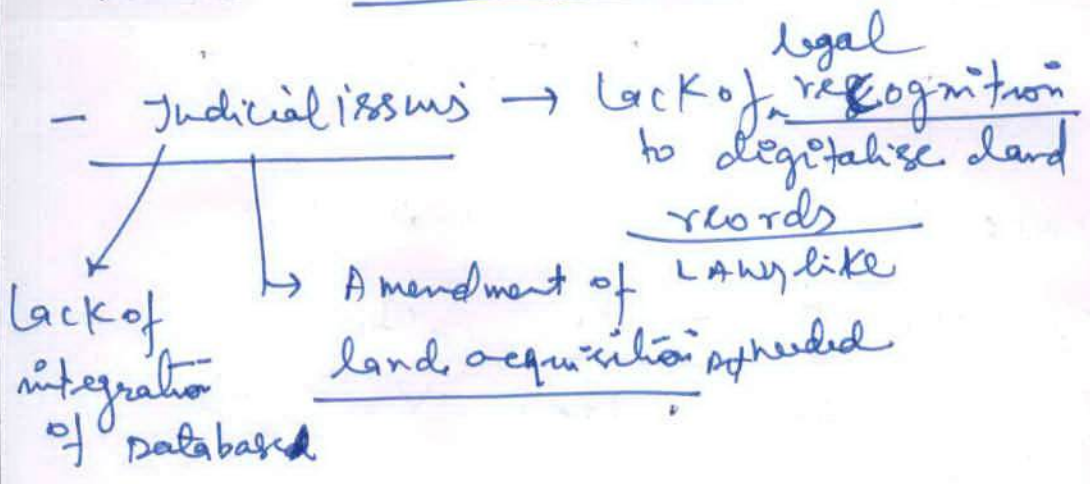 legal
- Judicial issues → Lack of ^ recognition
to digitalise land
records
Lack of
integration
of Databases
→ Amendment of Laws like
land acquisition needed